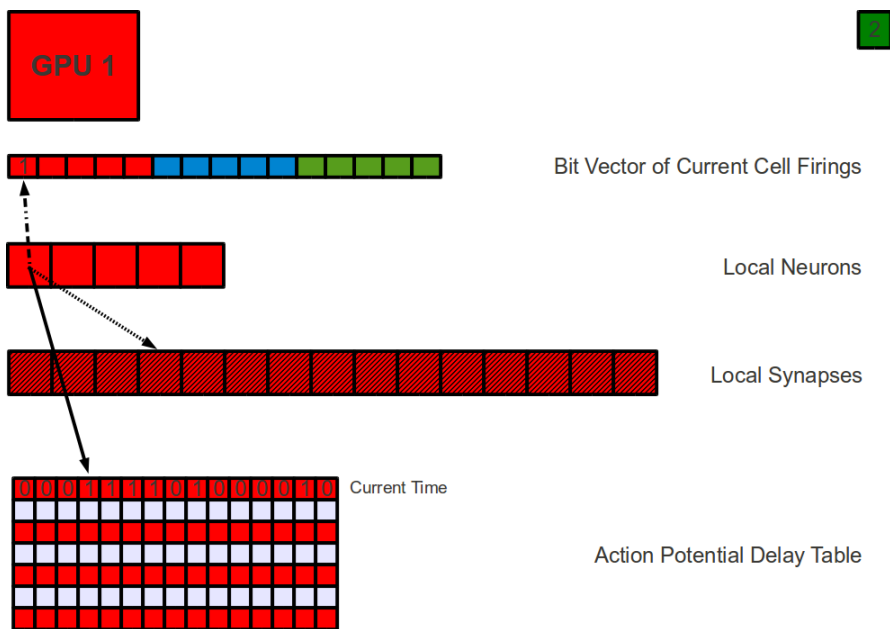 GPU 1
2
1
Bit Vector of Current Cell Firings
Local Neurons
Local Synapses
0 0 0 1 1 1 1 0 1 0 0 0 0 1 0
Current Time
Action Potential Delay Table